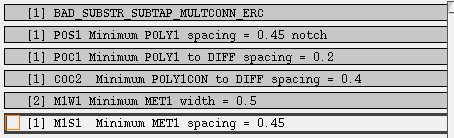 [1] BAD_SUBSTR_SUBTAP_MULTCONN_ERC
[1] POS1 Minimum POLY1 spacing = 0.45 notch
[1] POC1 Minimum POLY1 to DIFF spacing = 0.2
[1] COC2  Minimum POLY1CON to DIFF spacing = 0.4
[2] M1W1 Minimum MET1 width = 0.5
[1] M1S1  Minimum MET1 spacing = 0.45